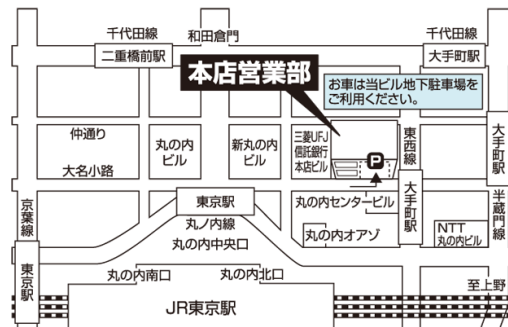 千代田線
和田倉門
千代田線
二重橋前駅
大手町駅
本店営業部
お車は当ビル地下駐車場を
ご利用ください。
仲通り
大名小路
丸の内
ビル
新丸の内
ビル
三菱UFJ
信託銀行
本店ビル
P
東西線
大手町駅
大手町駅
半蔵門線
京葉線
東京駅
東京駅
丸ノ内線
丸の内中央口
丸の内センタービル
丸の内オアゾ
NTT
丸の内ビル
丸の内南口
丸の内北口
至上野
JR東京駅